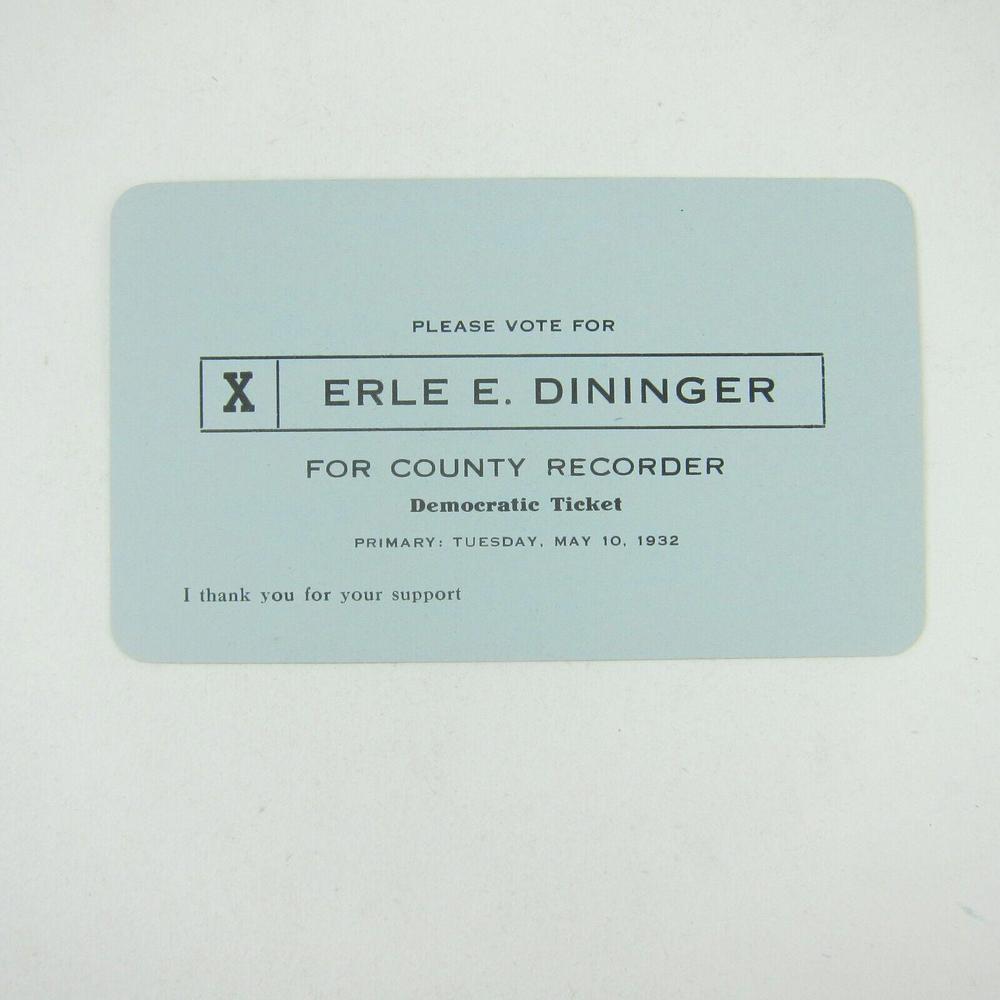 PLEASE VOTE FOR
X ERLE E. DININGER
FOR COUNTY RECORDER
Democratic Ticket
PRIMARY: TUESDAY, MAY 10, 1932
I thank you for your support